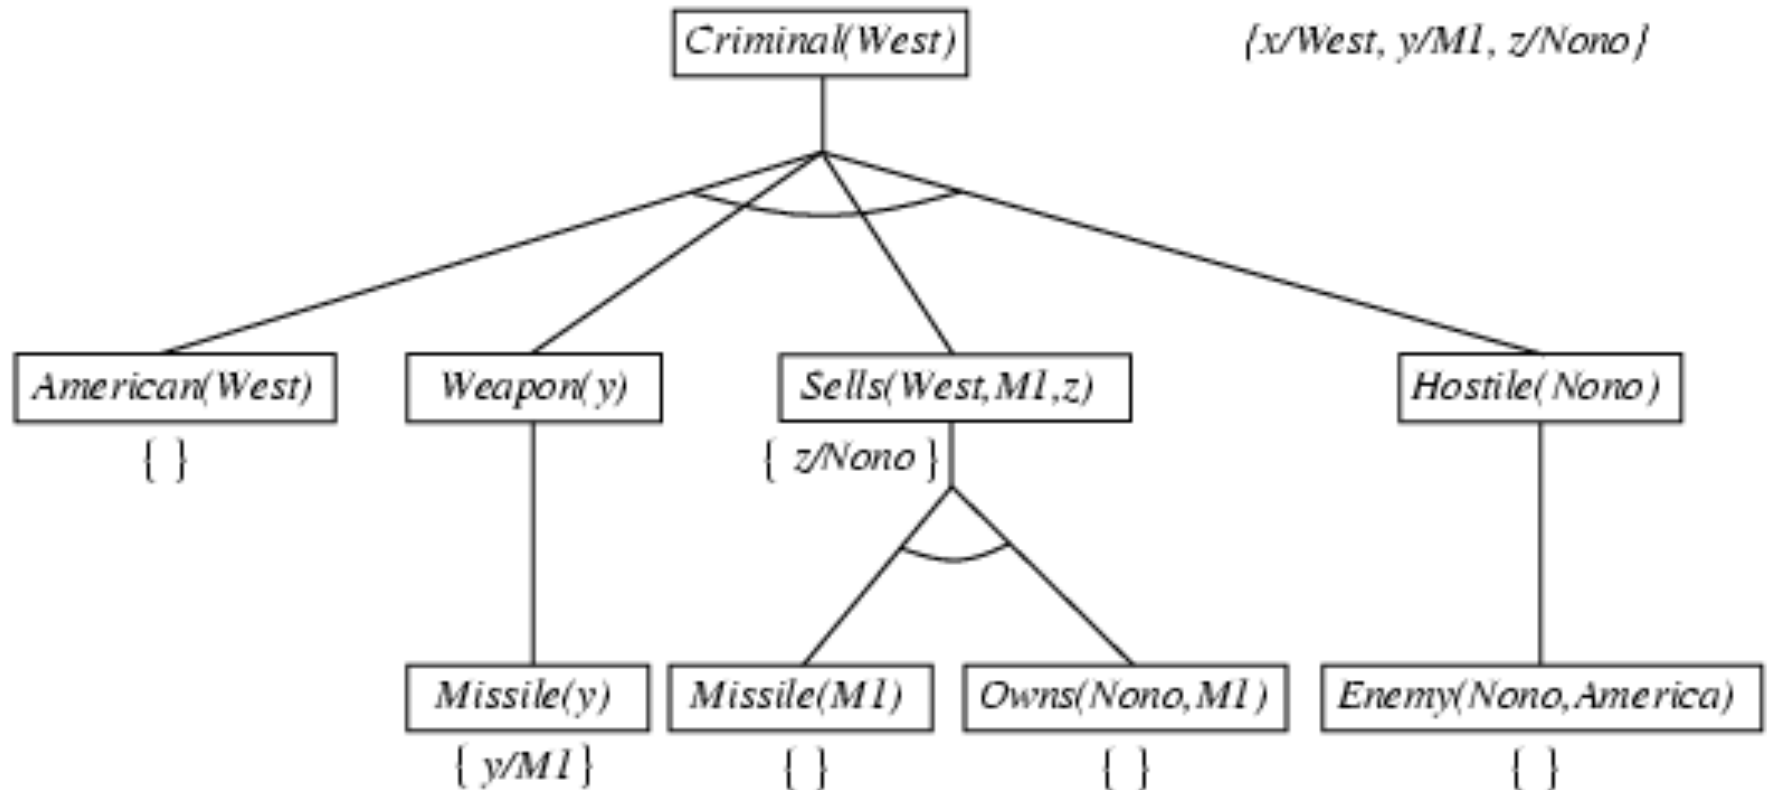 Criminal(West)
{x/West, y/M1, z/Nono}
American(West)
Weapon(y)
Sells(West,M1,z)
Hostile(Nono)
{ }
{ z/Nono }
Missile(y)
Missile(M1)
Owns(Nono,M1)
Enemy(Nono,America)
{ y/M1 }
{ }
{ }
{ }